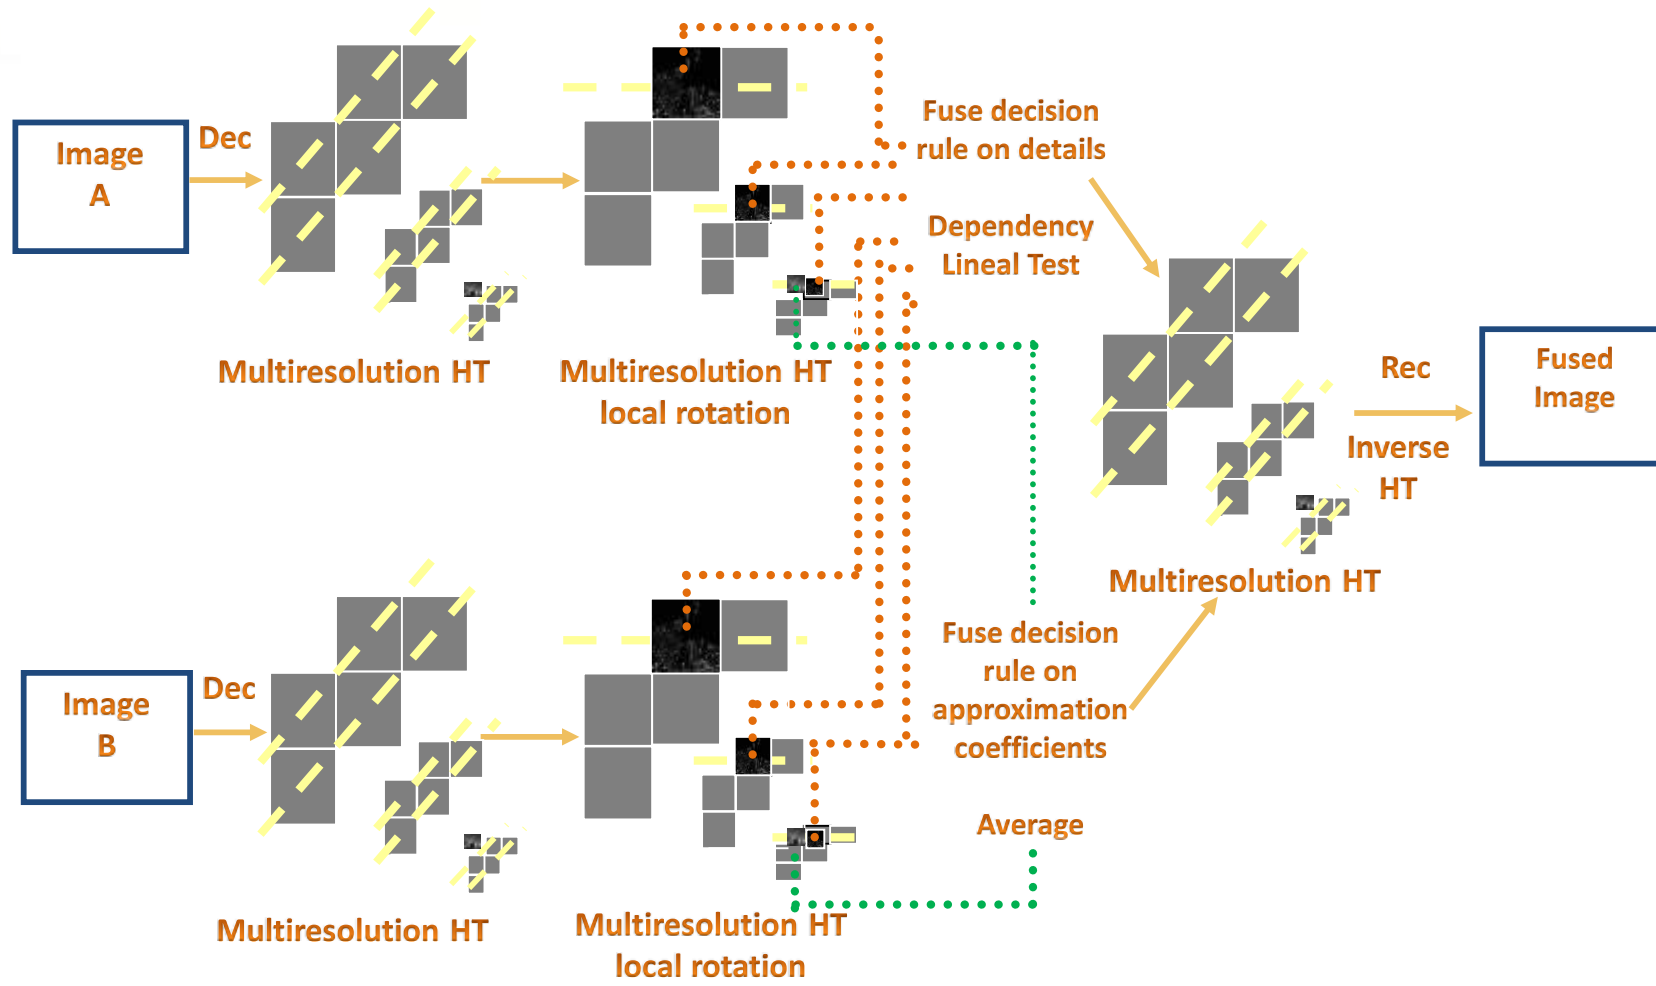 Image
A
Dec
Multiresolution HT
Multiresolution HT
local rotation
Fuse decision
rule on details
Dependency
Lineal Test
Image
B
Dec
Multiresolution HT
Multiresolution HT
local rotation
Fuse decision
rule on
approximation
coefficients
Average
Multiresolution HT
Rec
Inverse
HT
Fused
Image